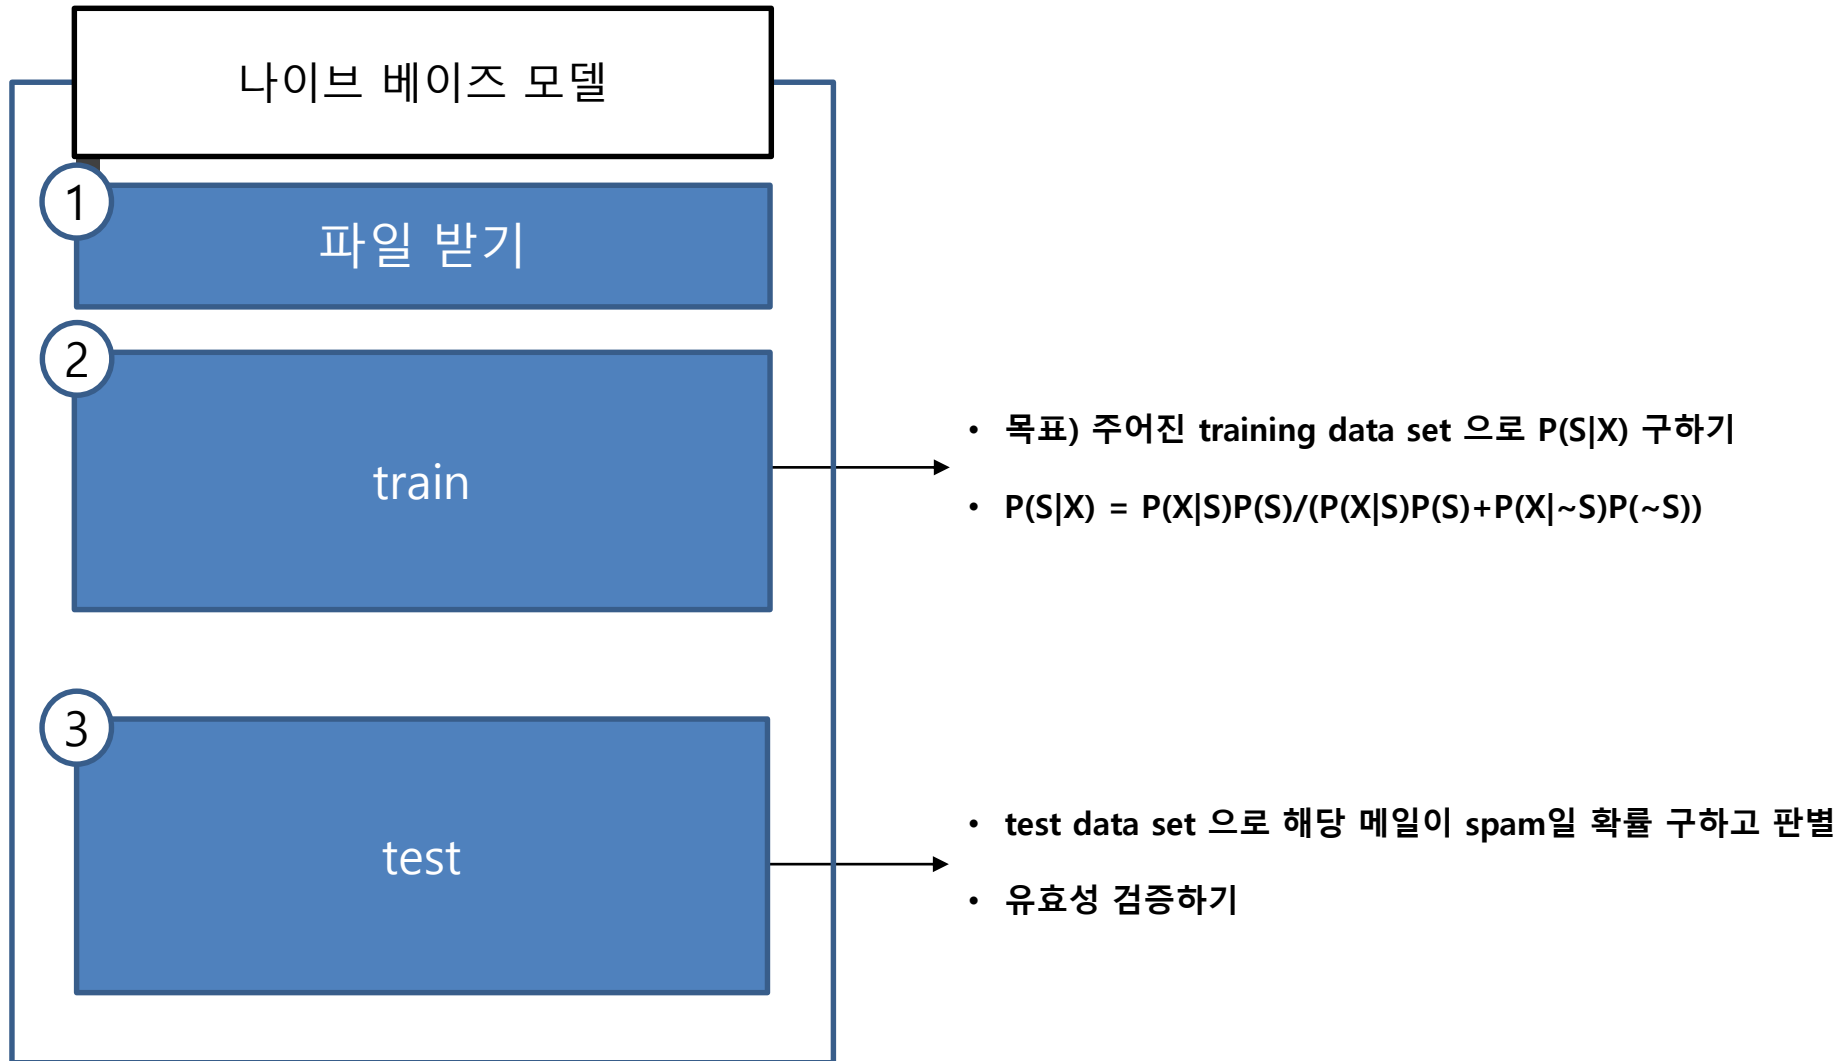 나이브 베이즈 모델
1
파일 받기
2
train
• 목표) 주어진 training data set 으로 P(S|X) 구하기
• P(S|X) = P(X|S)P(S)/(P(X|S)P(S)+P(X|~S)P(~S))
3
test
• test data set 으로 해당 메일이 spam일 확률 구하고 판별
• 유효성 검증하기